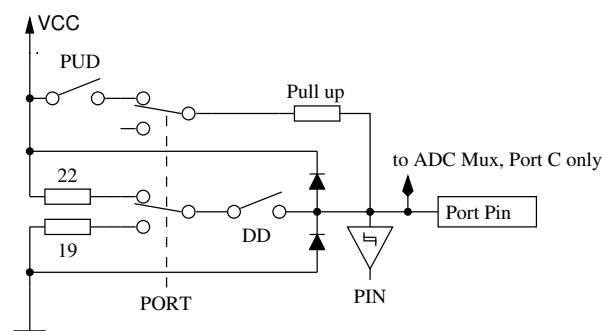 VCC
PUD
Pull up
to ADC Mux, Port C only
22
Port Pin
19
DD
PORT
PIN